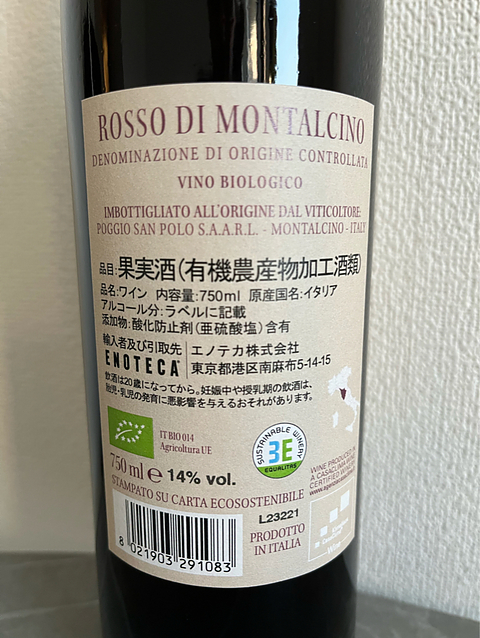 ROSSO DI MONTALCINO
DENOMINAZIONE DI ORIGINE CONTROLLATA
VINO BIOLOGICO
IMBOTTIGLIATO ALL'ORIGINE DAL VITICOLTORE:
POGGIO SAN POLO S.A.A.R.L. - MONTALCINO - ITALY
品目:果実酒(有機農産物加工酒類)
品名:ワイン 内容量:750ml 原産国名:イタリア
アルコール分:ラベルに記載
添加物:酸化防止剤(亜硫酸塩)含有
輸入者及び引取先 エノテカ株式会社
ENOTECA 東京都港区南麻布5-14-15
飲酒は20歳になってから。妊娠中や授乳期の飲酒は、
胎児・乳児の発育に悪影響を与えるおそれがあります。
IT BIO 014
Agricoltura UE
SUSTAINABLE WINERY
3E
EQUALITAS
750 ml e 14% vol.
WINE PRODUCED IN
A CASACLIMA WINE
CERTIFIED WINERY
STAMPATO SU CARTA ECOSOSTENIBILE
L23221
PRODOTTO
IN ITALIA
8 021903 291083
Wine